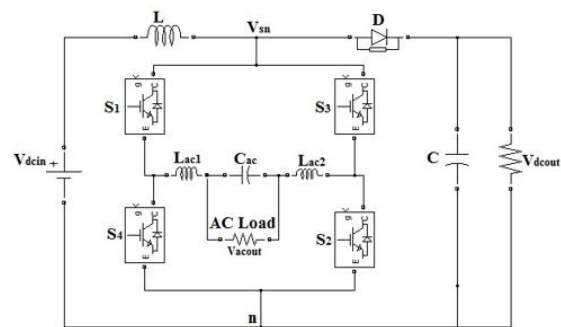 L
Vsn
D
g C
E
S1
g C
E
S3
Vdcin +
Lac1
Cac
Lac2
C
Vdcout
AC Load
Vacout
g C
E
S4
g C
E
S2
n